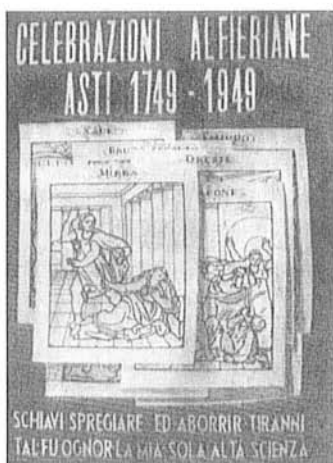 CELEBRAZIONI ALFIERIANE
ASTI 1749-1949
ORESTE
MIRRA
SCHIAVI SPREGIARE ED ABORRIR TIRANNI
TAL FU OGNOR LA MIA SOLA ALTA SCIENZA